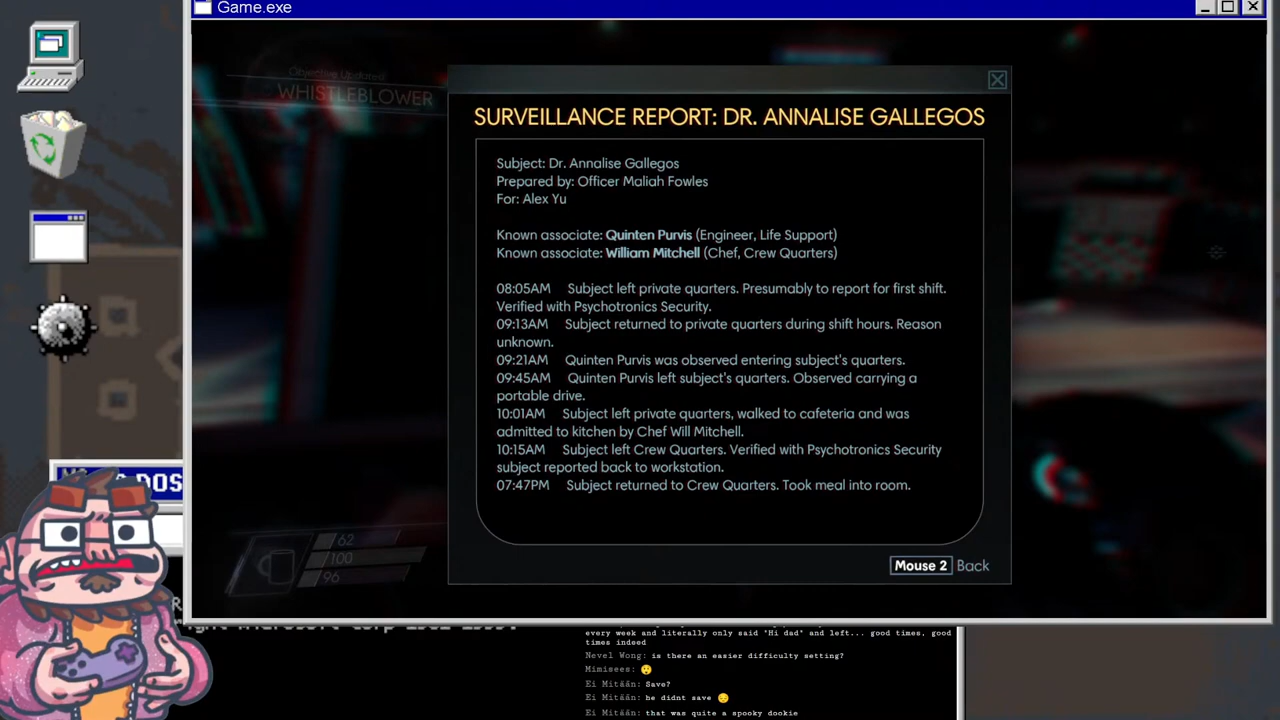 Game.exe
Objective Updated
WHISTLEBLOWER
SURVEILLANCE REPORT: DR. ANNALISE GALLEGOS
Subject: Dr. Annalise Gallegos
Prepared by: Officer Maliah Fowles
For: Alex Yu
Known associate: Quinten Purvis (Engineer, Life Support)
Known associate: William Mitchell (Chef, Crew Quarters)
08:05AM Subject left private quarters. Presumably to report for first shift.
Verified with Psychotronics Security.
09:13AM Subject returned to private quarters during shift hours. Reason
unknown.
09:21AM Quinten Purvis was observed entering subject's quarters.
09:45AM Quinten Purvis left subject's quarters. Observed carrying a
portable drive.
10:01AM Subject left private quarters, walked to cafeteria and was
admitted to kitchen by Chef Will Mitchell.
10:15AM Subject left Crew Quarters. Verified with Psychotronics Security
subject reported back to workstation.
07:47PM Subject returned to Crew Quarters. Took meal into room.
Mouse 2 Back
62
100
96
DOS
every week and literally only said "Hi dad" and left... good times, good
times indeed
Nevel Wong: is there an easier difficulty setting?
Mimisees: 😲
Ei Mitään: Save?
Ei Mitään: he didnt save 😔
Ei Mitään: that was quite a spooky dookie